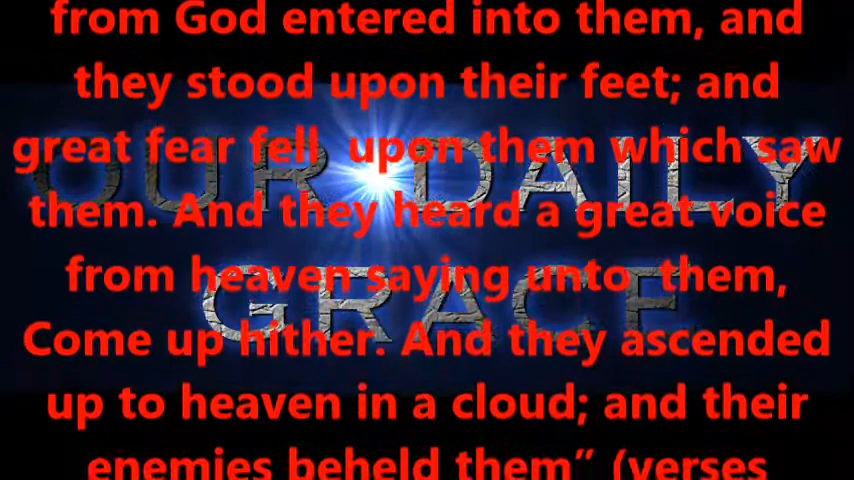 from God entered into them, and
they stood upon their feet; and
great fear fell upon them which saw
them. And they heard a great voice
from heaven saying unto them,
Come up hither. And they ascended
up to heaven in a cloud; and their
enemies beheld them” (verses
OUR DAILY
GRACE